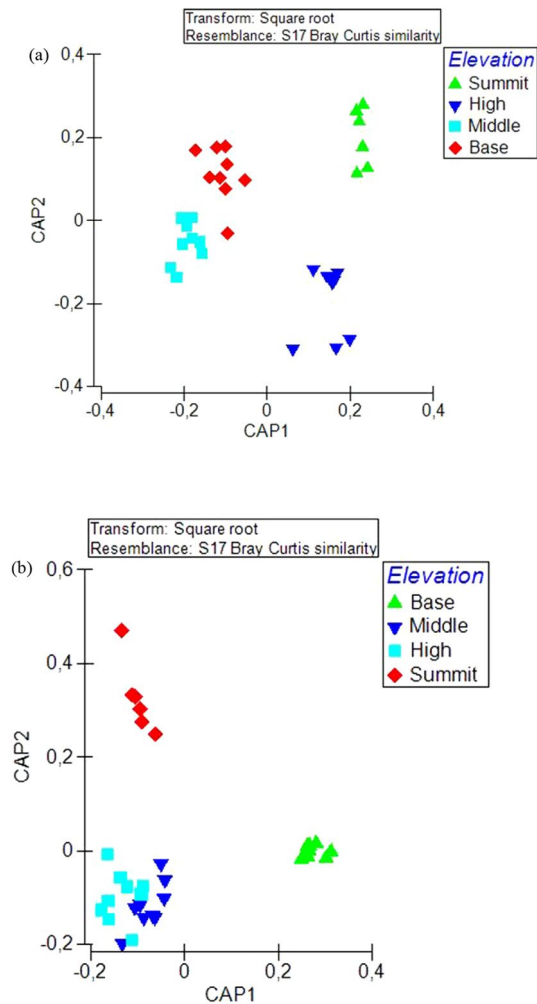 Transform: Square root
Resemblance: S17 Bray Curtis similarity
(a)
0,4
0,2
0
-0,2
-0,4
CAP2
-0,4 -0,2 0 0,2 0,4
CAP1
Elevation
Summit
High
Middle
Base
Transform: Square root
Resemblance: S17 Bray Curtis similarity
(b)
0,6
0,4
0,2
0
-0,2
CAP2
-0,2 0 0,2 0,4
CAP1
Elevation
Base
Middle
High
Summit